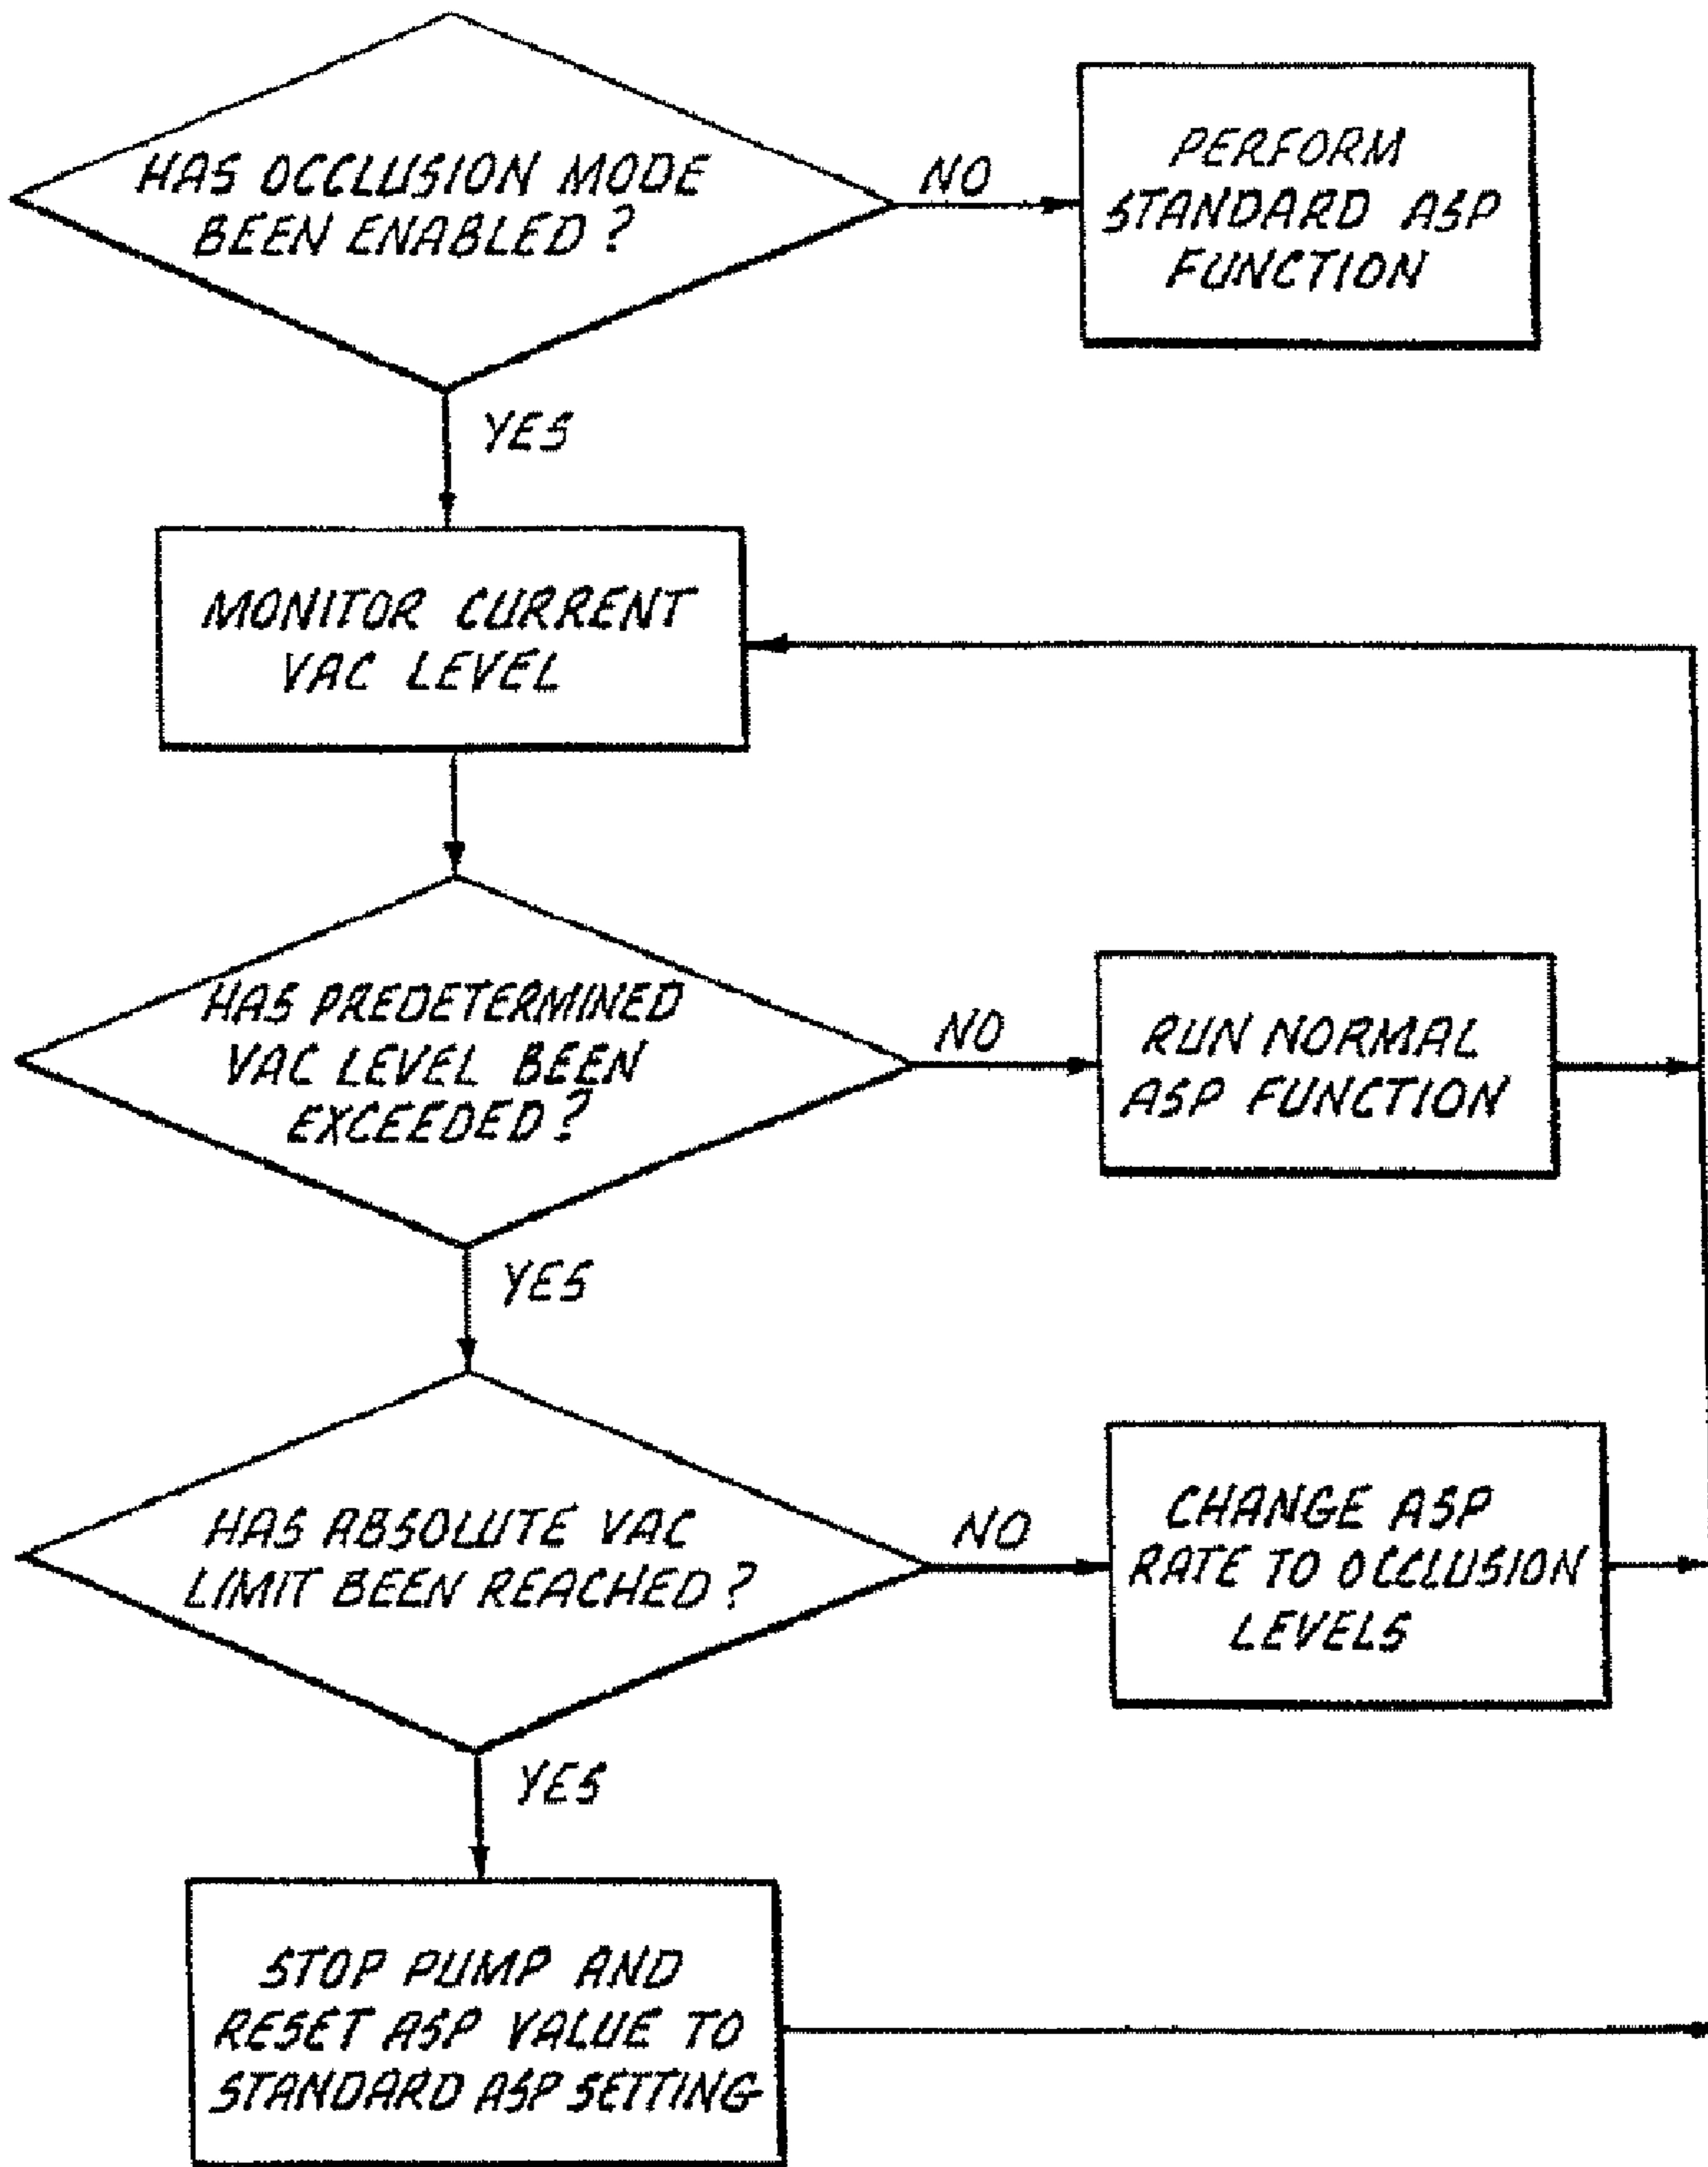 HAS OCCLUSION MODE
BEEN ENABLED?
NO
PERFORM
STANDARD ASP
FUNCTION
YES
MONITOR CURRENT
VAC LEVEL
HAS PREDETERMINED
VAC LEVEL BEEN
EXCEEDED?
NO
RUN NORMAL
ASP FUNCTION
YES
HAS ABSOLUTE VAC
LIMIT BEEN REACHED?
NO
CHANGE ASP
RATE TO OCCLUSION
LEVELS
YES
STOP PUMP AND
RESET ASP VALUE TO
STANDARD ASP SETTING